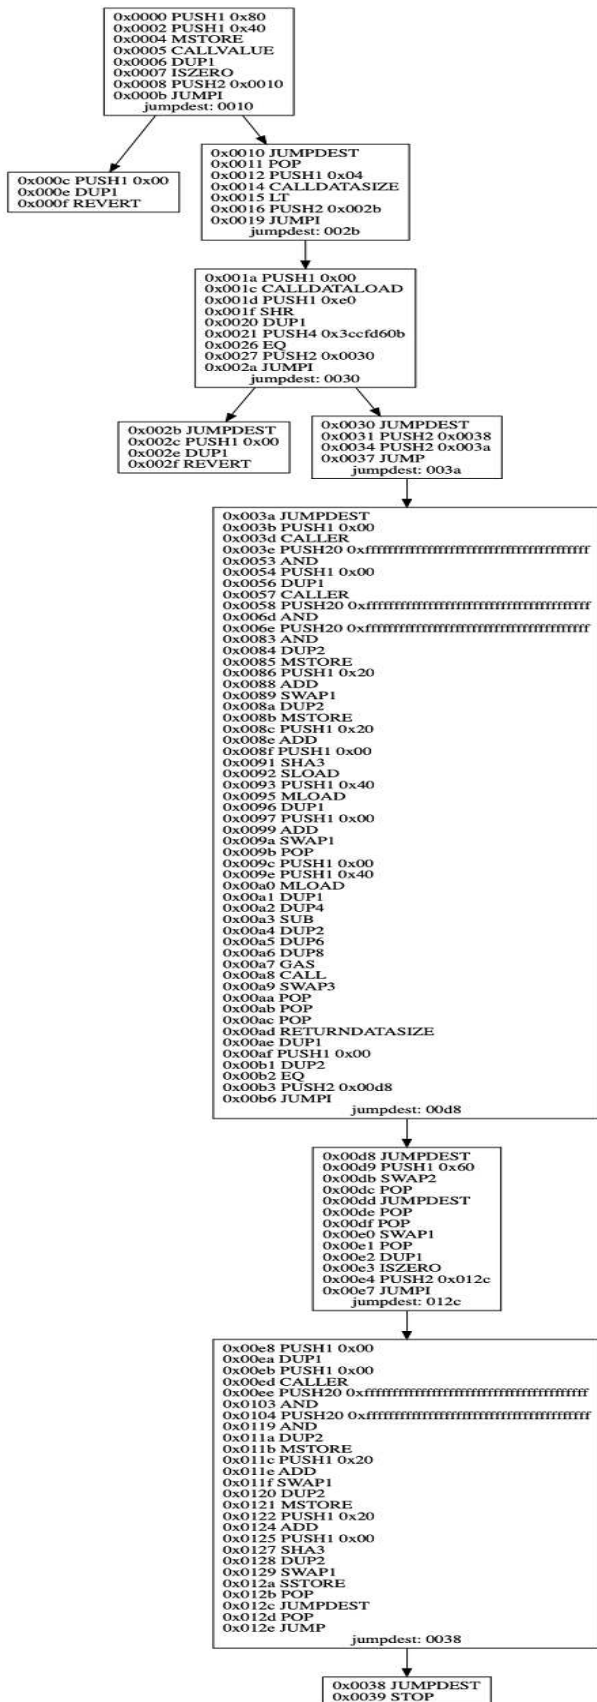 0x0000 PUSH1 0x80
0x0002 PUSH1 0x40
0x0004 MSTORE
0x0005 CALLVALUE
0x0006 DUP1
0x0007 ISZERO
0x0008 PUSH2 0x0010
0x000b JUMPI
jumpdest: 0010
0x000c PUSH1 0x00
0x000e DUP1
0x000f REVERT
0x0010 JUMPDEST
0x0011 POP
0x0012 PUSH1 0x04
0x0014 CALLDATASIZE
0x0015 LT
0x0016 PUSH2 0x002b
0x0019 JUMPI
jumpdest: 002b
0x001a PUSH1 0x00
0x001c CALLDATALOAD
0x001d PUSH1 0xe0
0x001f SHR
0x0020 DUP1
0x0021 PUSH4 0x3ccfd60b
0x0026 EQ
0x0027 PUSH2 0x0030
0x002a JUMPI
jumpdest: 0030
0x002b JUMPDEST
0x002c PUSH1 0x00
0x002e DUP1
0x002f REVERT
0x0030 JUMPDEST
0x0031 PUSH2 0x0038
0x0034 PUSH2 0x003a
0x0037 JUMP
jumpdest: 003a
0x003a JUMPDEST
0x003b PUSH1 0x00
0x003d CALLER
0x003e PUSH20 0xffffffffffffffffffffffffffffffffffffffff
0x0053 AND
0x0054 PUSH1 0x00
0x0056 DUP1
0x0057 CALLER
0x0058 PUSH20 0xffffffffffffffffffffffffffffffffffffffff
0x006d AND
0x006e PUSH20 0xffffffffffffffffffffffffffffffffffffffff
0x0083 AND
0x0084 DUP2
0x0085 MSTORE
0x0086 PUSH1 0x20
0x0088 ADD
0x0089 SWAP1
0x008a DUP2
0x008b MSTORE
0x008c PUSH1 0x20
0x008e ADD
0x008f PUSH1 0x00
0x0091 SHA3
0x0092 SLOAD
0x0093 PUSH1 0x40
0x0095 MLOAD
0x0096 DUP1
0x0097 PUSH1 0x00
0x0099 ADD
0x009a SWAP1
0x009b POP
0x009c PUSH1 0x00
0x009e PUSH1 0x40
0x00a0 MLOAD
0x00a1 DUP1
0x00a2 DUP4
0x00a3 SUB
0x00a4 DUP2
0x00a5 DUP6
0x00a6 DUP8
0x00a7 GAS
0x00a8 CALL
0x00a9 SWAP3
0x00aa POP
0x00ab POP
0x00ac POP
0x00ad RETURNDATASIZE
0x00ae DUP1
0x00af PUSH1 0x00
0x00b1 DUP2
0x00b2 EQ
0x00b3 PUSH2 0x00d8
0x00b6 JUMPI
jumpdest: 00d8
0x00d8 JUMPDEST
0x00d9 PUSH1 0x60
0x00db SWAP2
0x00dc POP
0x00dd JUMPDEST
0x00de POP
0x00df POP
0x00e0 SWAP1
0x00e1 POP
0x00e2 DUP1
0x00e3 ISZERO
0x00e4 PUSH2 0x012c
0x00e7 JUMPI
jumpdest: 012c
0x00e8 PUSH1 0x00
0x00ea DUP1
0x00eb PUSH1 0x00
0x00ed CALLER
0x00ee PUSH20 0xffffffffffffffffffffffffffffffffffffffff
0x0103 AND
0x0104 PUSH20 0xffffffffffffffffffffffffffffffffffffffff
0x0119 AND
0x011a DUP2
0x011b MSTORE
0x011c PUSH1 0x20
0x011e ADD
0x011f SWAP1
0x0120 DUP2
0x0121 MSTORE
0x0122 PUSH1 0x20
0x0124 ADD
0x0125 PUSH1 0x00
0x0127 SHA3
0x0128 DUP2
0x0129 SWAP1
0x012a SSTORE
0x012b POP
0x012c JUMPDEST
0x012d POP
0x012e JUMP
jumpdest: 0038
0x0038 JUMPDEST
0x0039 STOP